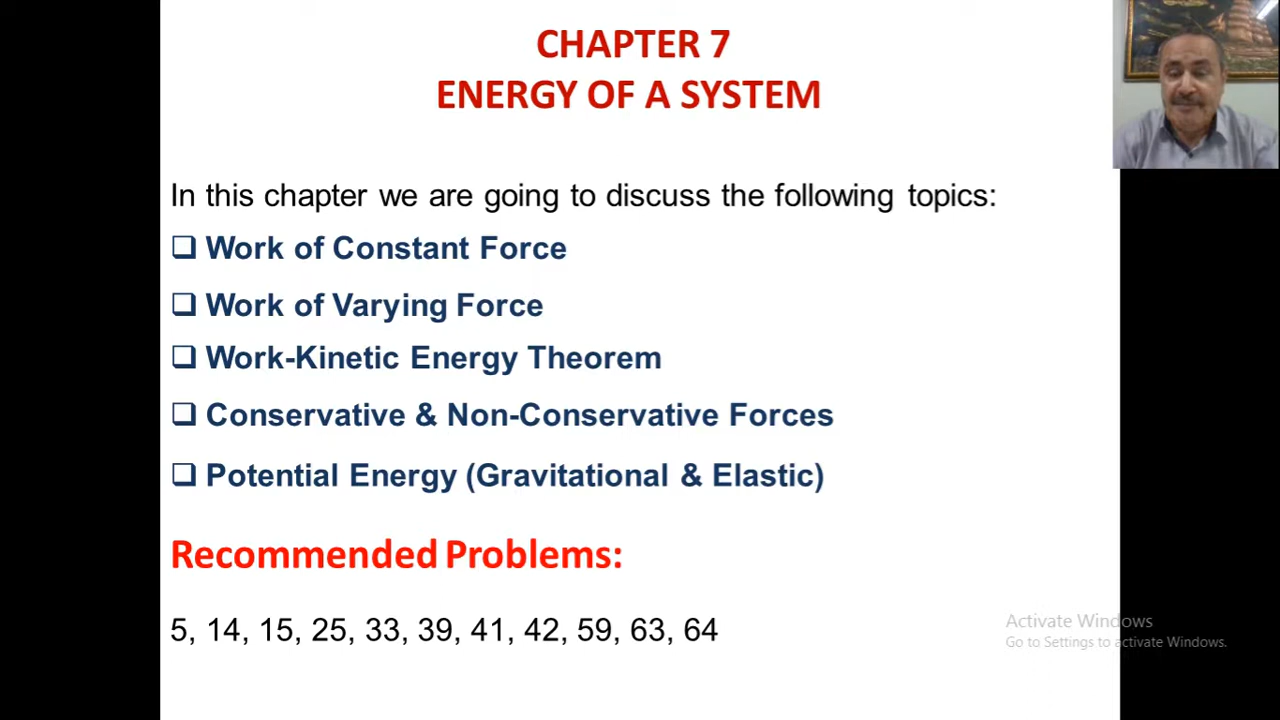 CHAPTER 7
ENERGY OF A SYSTEM
In this chapter we are going to discuss the following topics:
❑ Work of Constant Force
❑ Work of Varying Force
❑ Work-Kinetic Energy Theorem
❑ Conservative & Non-Conservative Forces
❑ Potential Energy (Gravitational & Elastic)
Recommended Problems:
5, 14, 15, 25, 33, 39, 41, 42, 59, 63, 64
Activate Windows
Go to Settings to activate Windows.